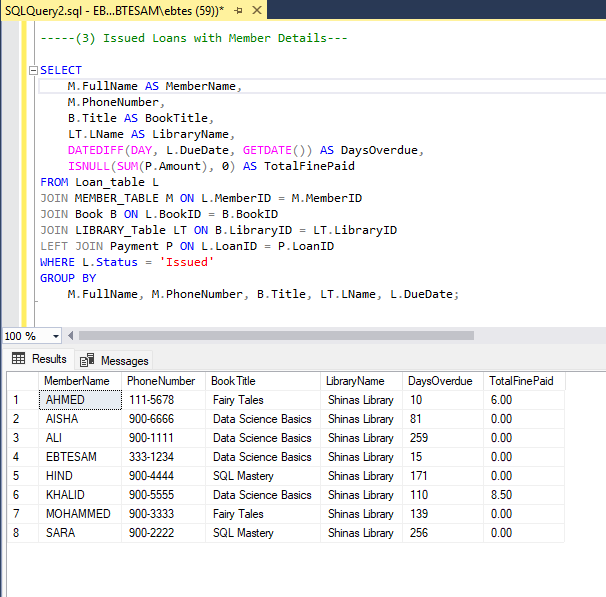 SQLQuery2.sql - EB...BTESAM\ebtes (59))*
-----(3) Issued Loans with Member Details---
SELECT
M.FullName AS MemberName,
M.PhoneNumber,
B.Title AS BookTitle,
LT.LName AS LibraryName,
DATEDIFF(DAY, L.DueDate, GETDATE()) AS DaysOverdue,
ISNULL(SUM(P.Amount), 0) AS TotalFinePaid
FROM Loan_table L
JOIN MEMBER_TABLE M ON L.MemberID = M.MemberID
JOIN Book B ON L.BookID = B.BookID
JOIN LIBRARY_Table LT ON B.LibraryID = LT.LibraryID
LEFT JOIN Payment P ON L.LoanID = P.LoanID
WHERE L.Status = 'Issued'
GROUP BY
M.FullName, M.PhoneNumber, B.Title, LT.LName, L.DueDate;
100 %
Results Messages
MemberName PhoneNumber BookTitle LibraryName DaysOverdue TotalFinePaid
1 AHMED 111-5678 Fairy Tales Shinas Library 10 6.00
2 AISHA 900-6666 Data Science Basics Shinas Library 81 0.00
3 ALI 900-1111 Data Science Basics Shinas Library 259 0.00
4 EBTESAM 333-1234 Data Science Basics Shinas Library 15 0.00
5 HIND 900-4444 SQL Mastery Shinas Library 171 0.00
6 KHALID 900-5555 Data Science Basics Shinas Library 110 8.50
7 MOHAMMED 900-3333 Fairy Tales Shinas Library 139 0.00
8 SARA 900-2222 SQL Mastery Shinas Library 256 0.00